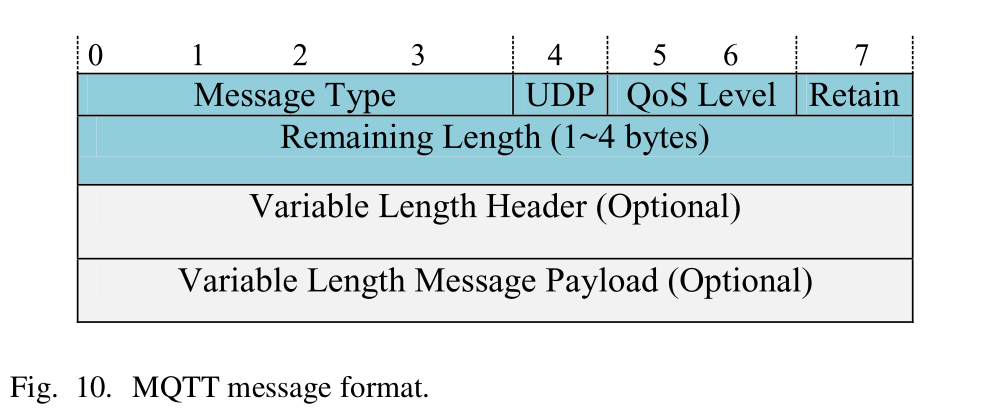 0 1 2 3 4 5 6 7
Message Type UDP QoS Level Retain
Remaining Length (1~4 bytes)
Variable Length Header (Optional)
Variable Length Message Payload (Optional)
Fig. 10. MQTT message format.